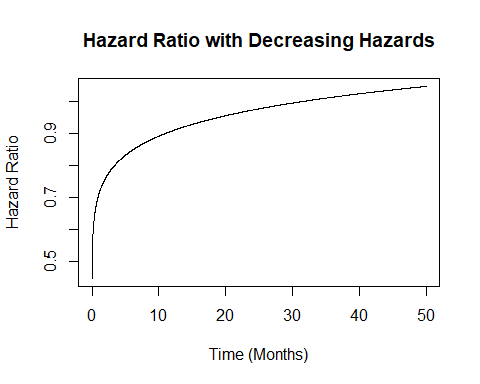 Hazard Ratio with Decreasing Hazards
Hazard Ratio
0.9
0.7
0.5
0 10 20 30 40 50
Time (Months)